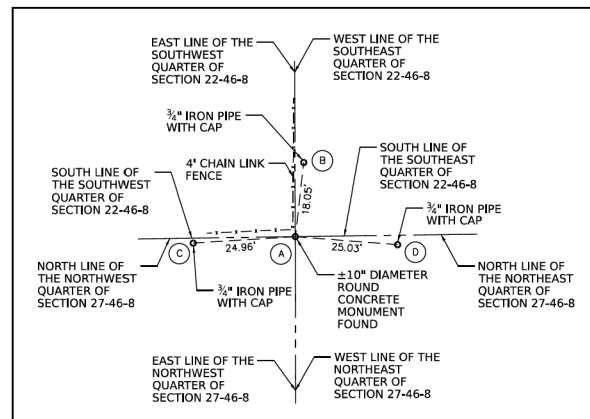 EAST LINE OF THE
SOUTHWEST
QUARTER OF
SECTION 22-46-8
WEST LINE OF THE
SOUTHEAST
QUARTER OF
SECTION 22-46-8
¾" IRON PIPE
WITH CAP
B
4' CHAIN LINK
FENCE
18.05'
SOUTH LINE OF
THE SOUTHWEST
QUARTER OF
SECTION 22-46-8
SOUTH LINE OF
THE SOUTHEAST
QUARTER OF
SECTION 22-46-8
¾" IRON PIPE
WITH CAP
C
24.96'
A
25.03'
D
NORTH LINE OF
THE NORTHWEST
QUARTER OF
SECTION 27-46-8
¾" IRON PIPE
WITH CAP
±10" DIAMETER
ROUND
CONCRETE
MONUMENT
FOUND
NORTH LINE OF
THE NORTHEAST
QUARTER OF
SECTION 27-46-8
EAST LINE OF THE
NORTHWEST
QUARTER OF
SECTION 27-46-8
WEST LINE OF THE
NORTHEAST
QUARTER OF
SECTION 27-46-8